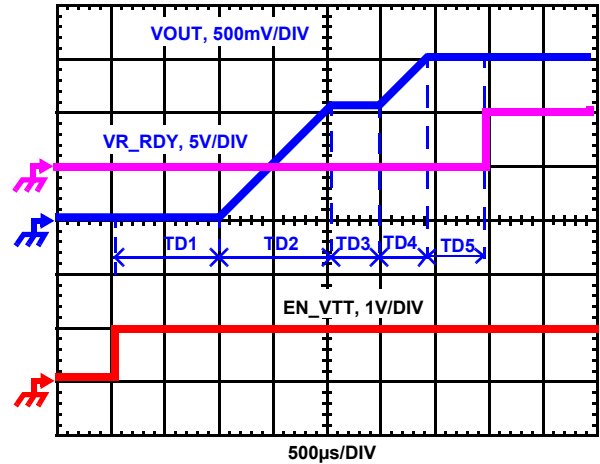 VOUT, 500mV/DIV
VR_RDY, 5V/DIV
TD1 TD2 TD3 TD4 TD5
EN_VTT, 1V/DIV
500µs/DIV